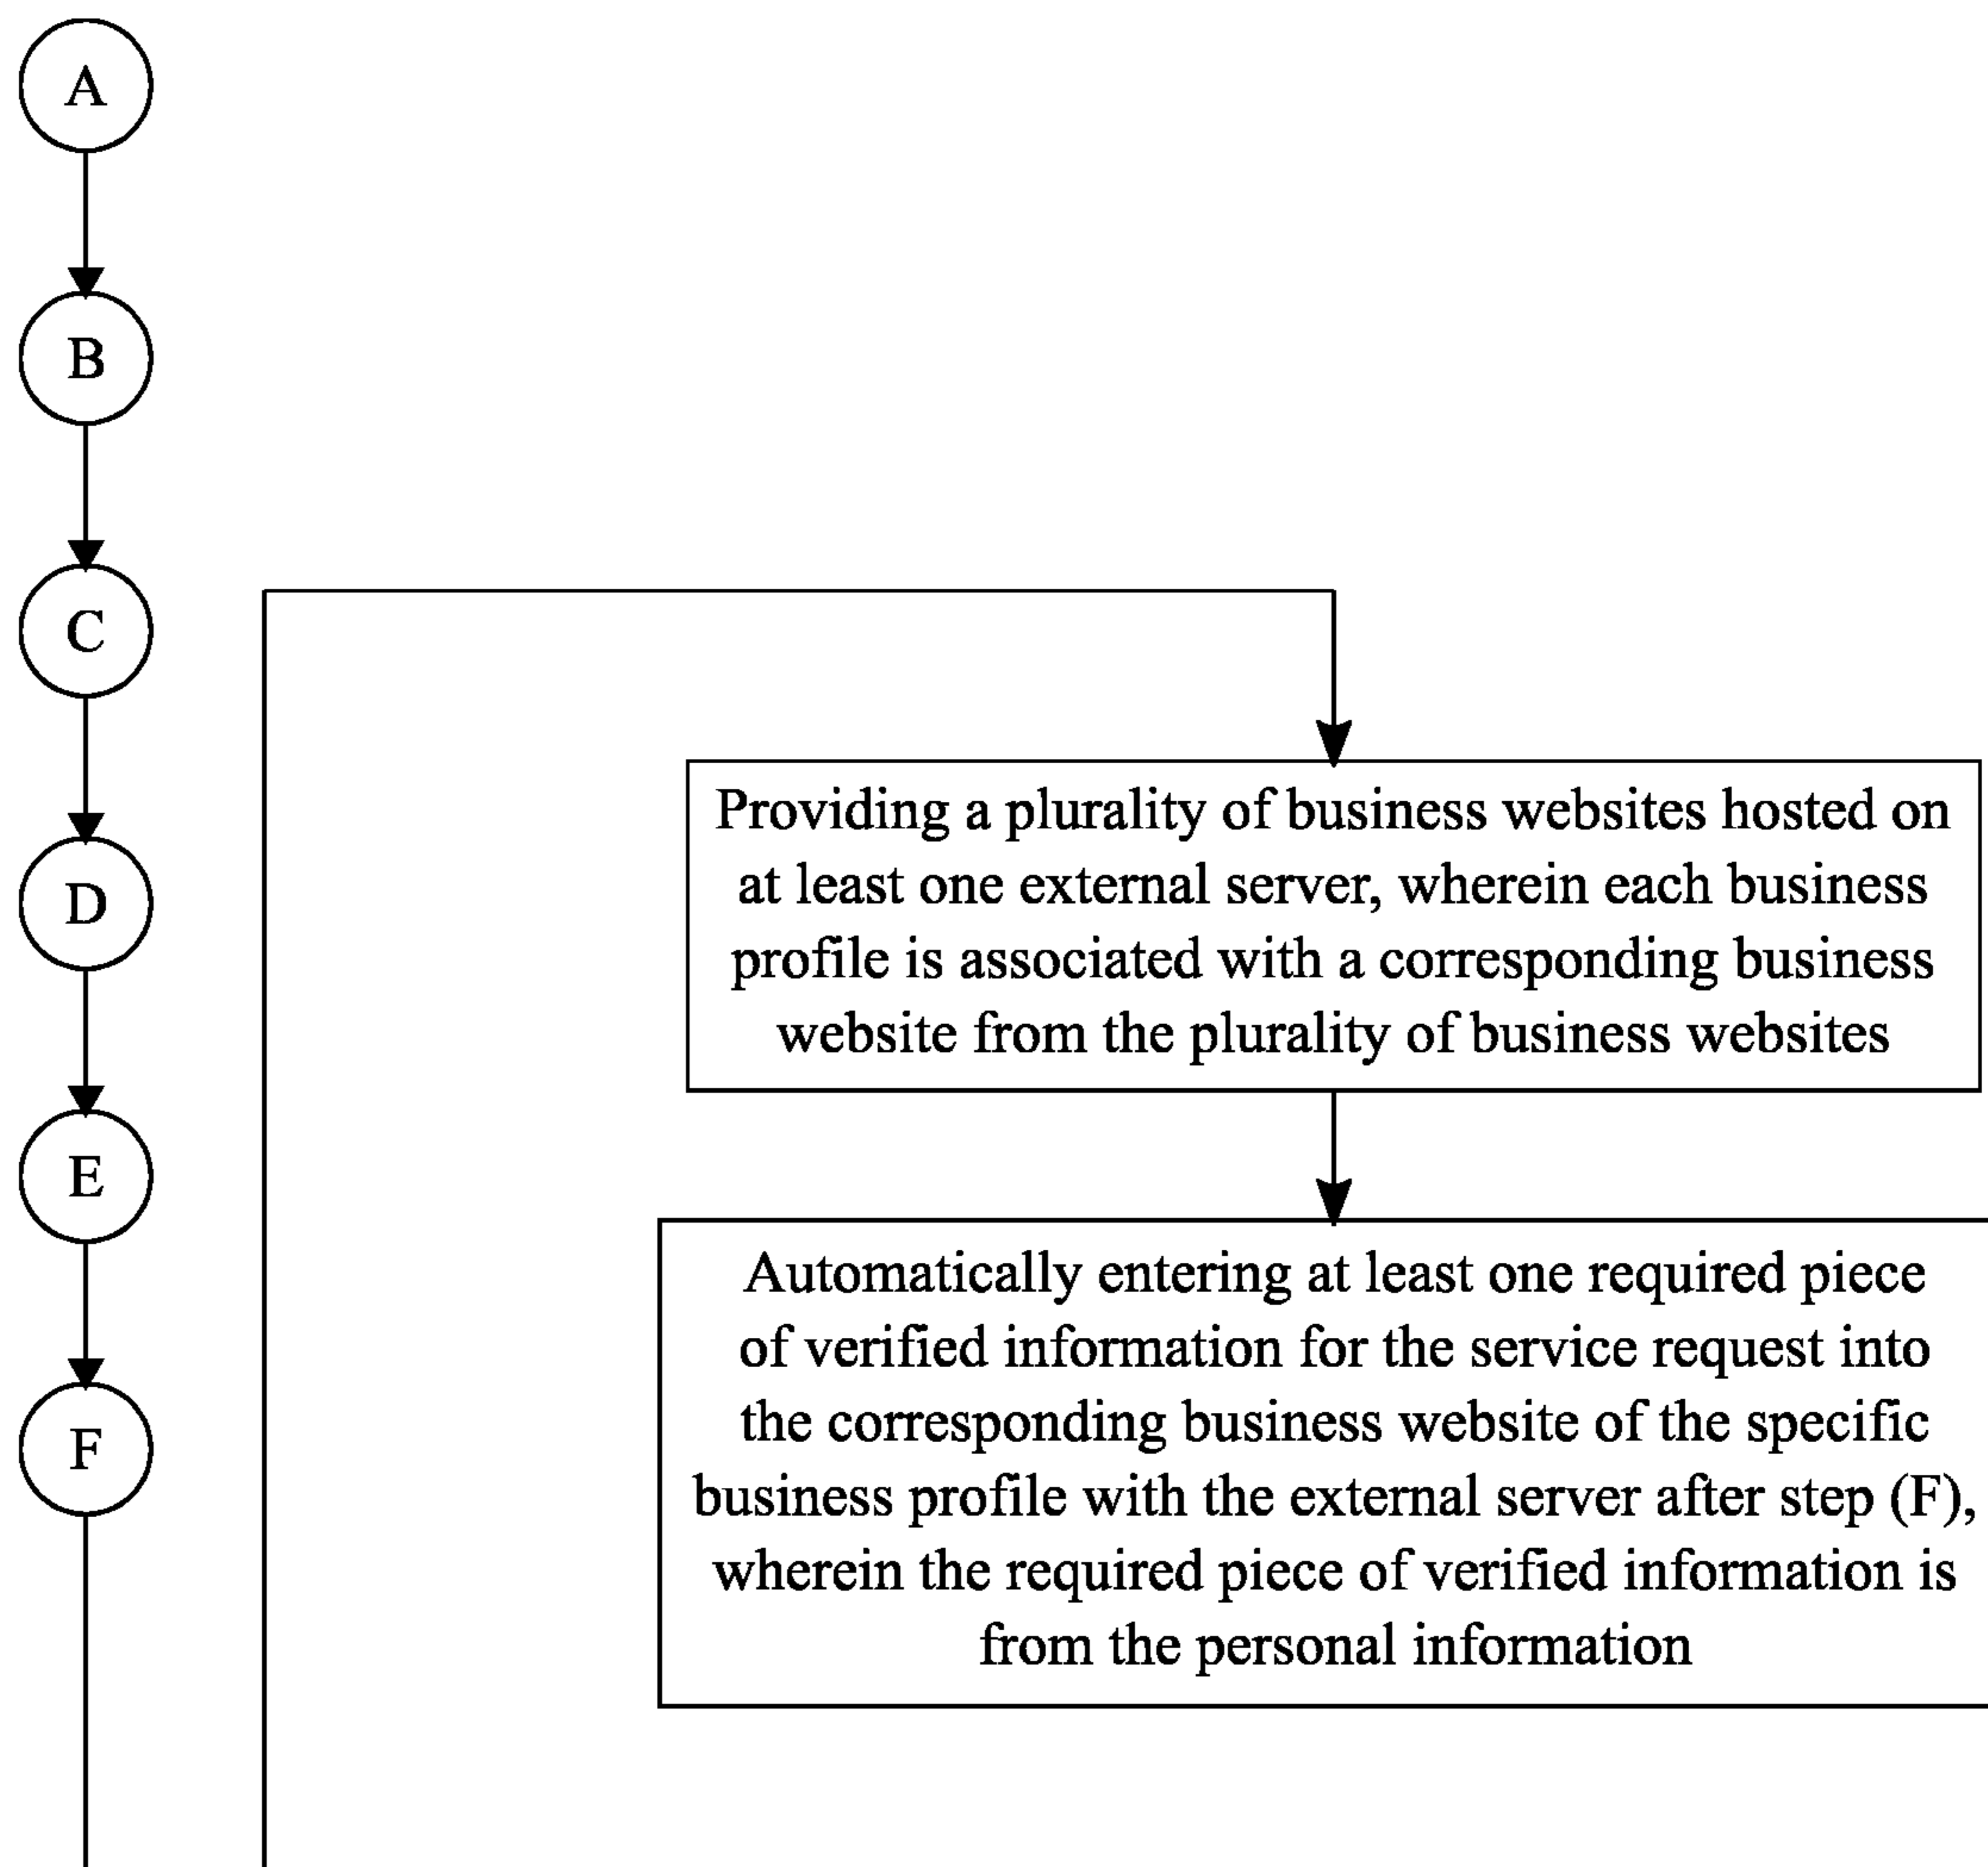 A
B
C
D
E
F
Providing a plurality of business websites hosted on
at least one external server, wherein each business
profile is associated with a corresponding business
website from the plurality of business websites
Automatically entering at least one required piece
of verified information for the service request into
the corresponding business website of the specific
business profile with the external server after step (F),
wherein the required piece of verified information is
from the personal information